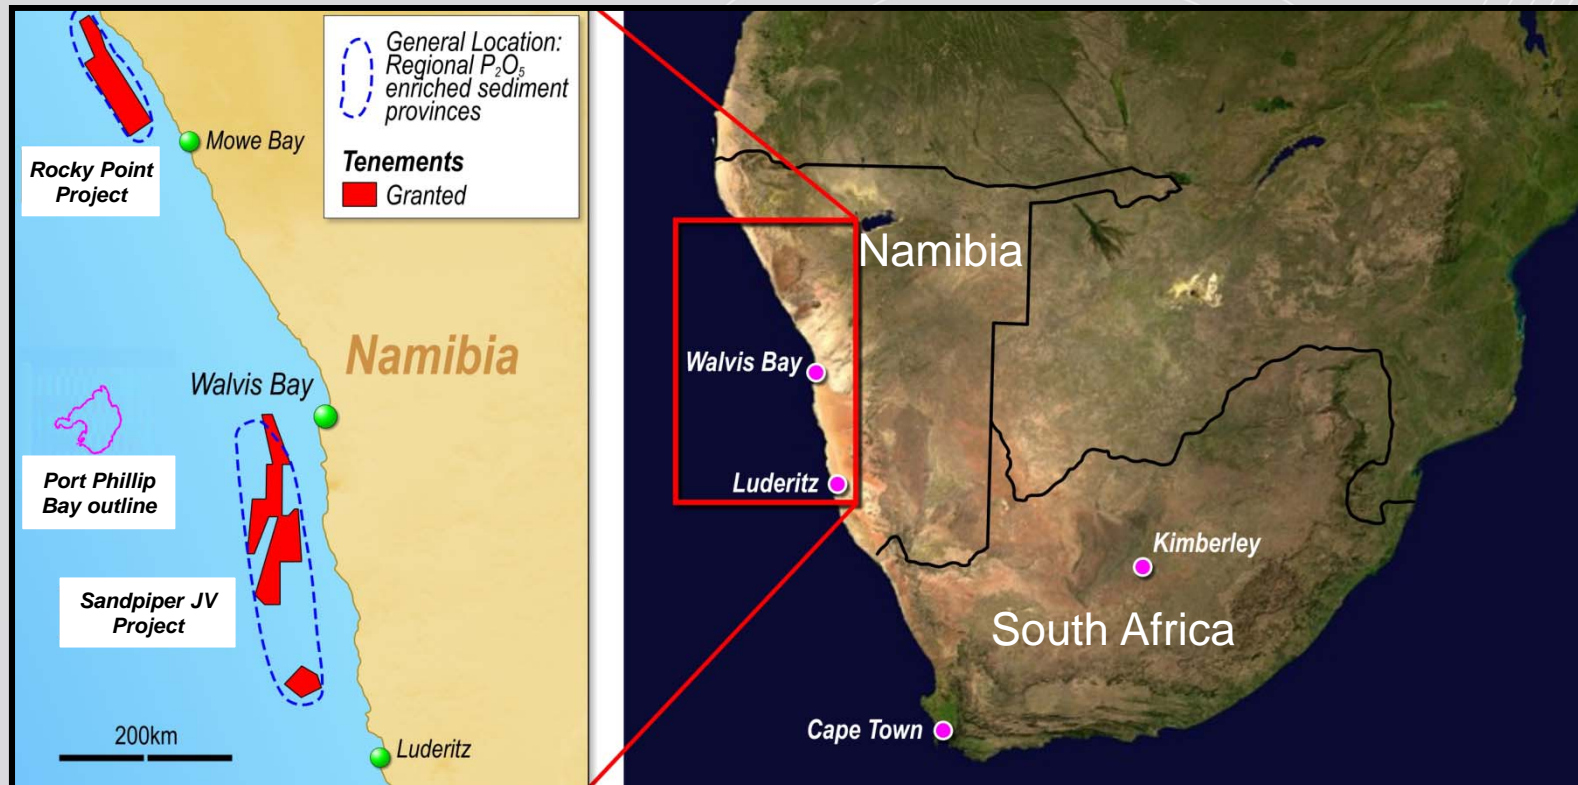 General Location:
Regional P₂O₅
enriched sediment
provinces
Tenements
Granted
Mowe Bay
Rocky Point
Project
Namibia
Walvis Bay
Port Phillip
Bay outline
Sandpiper JV
Project
200km
Luderitz
Namibia
Walvis Bay
Luderitz
Kimberley
South Africa
Cape Town